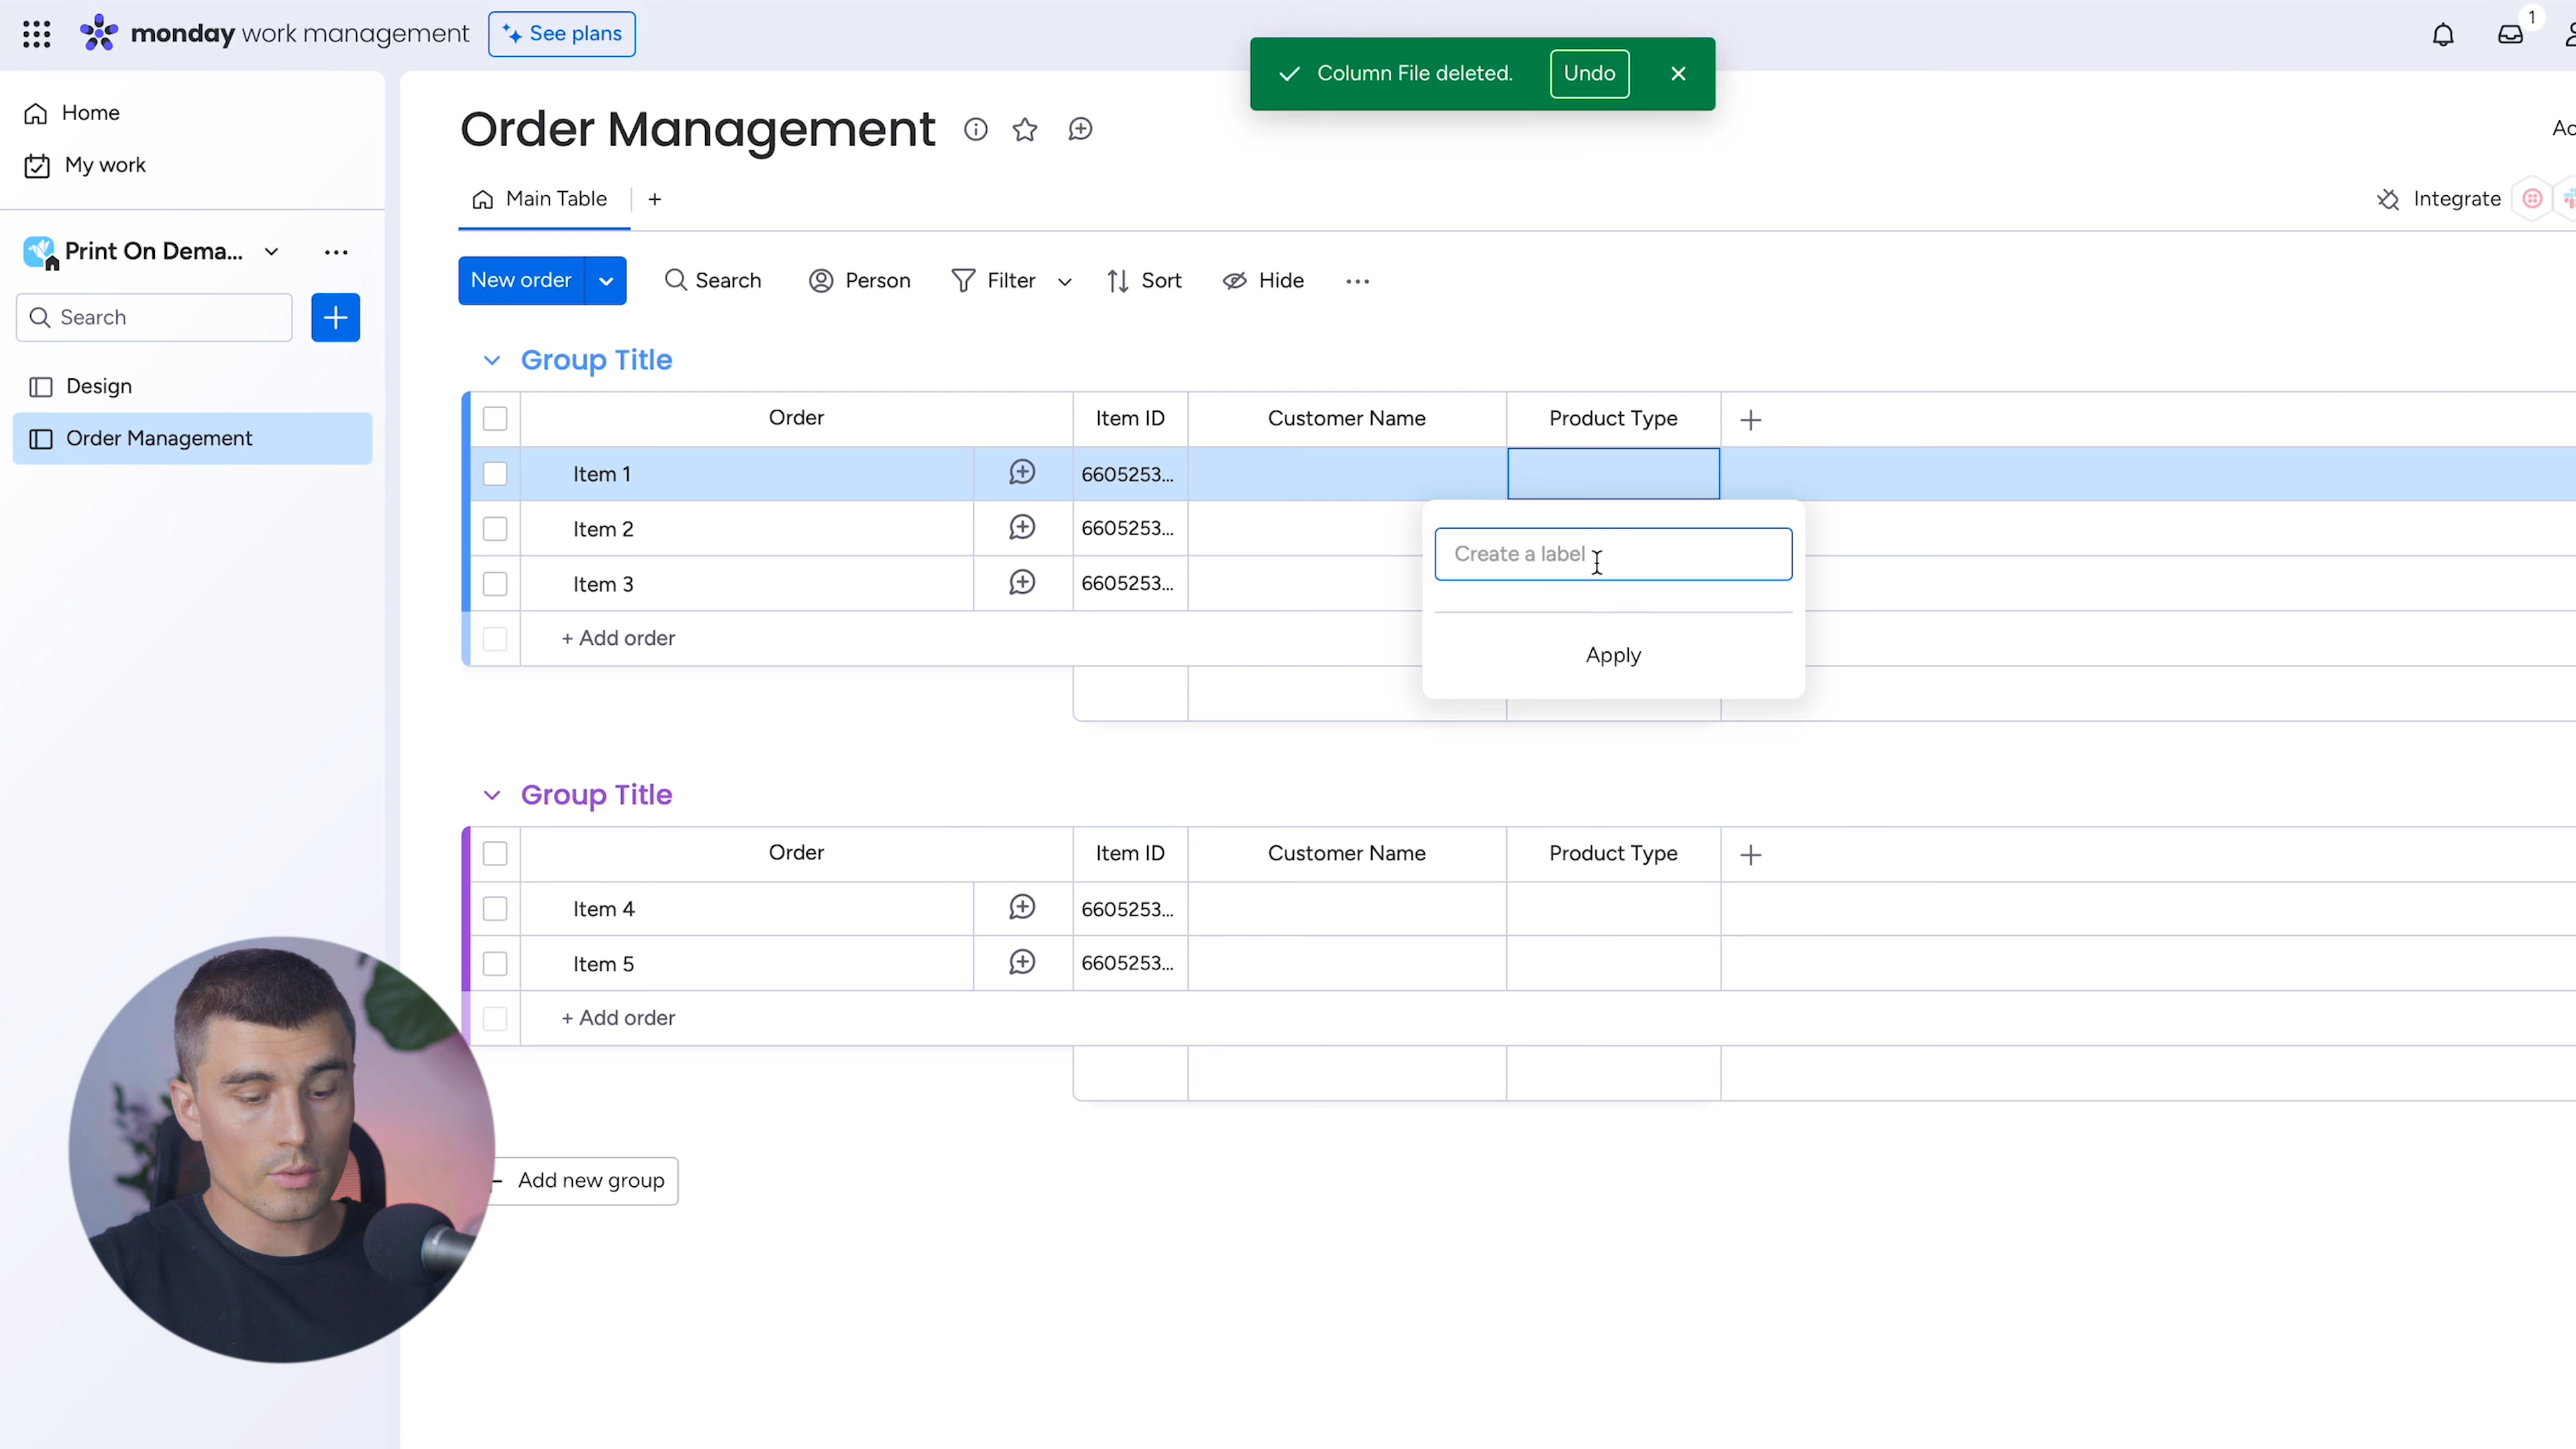 monday work management
See plans
1
Column File deleted.
Undo
Home
My work
Print On Dema...
Search
Design
Order Management
Order Management
Main Table
Integrate
New order
Search
Person
Filter
Sort
Hide
Group Title
Order
Item ID
Customer Name
Product Type
Item 1
6605253...
Item 2
6605253...
Create a label
Item 3
6605253...
+ Add order
Apply
Group Title
Order
Item ID
Customer Name
Product Type
Item 4
6605253...
Item 5
6605253...
+ Add order
Add new group